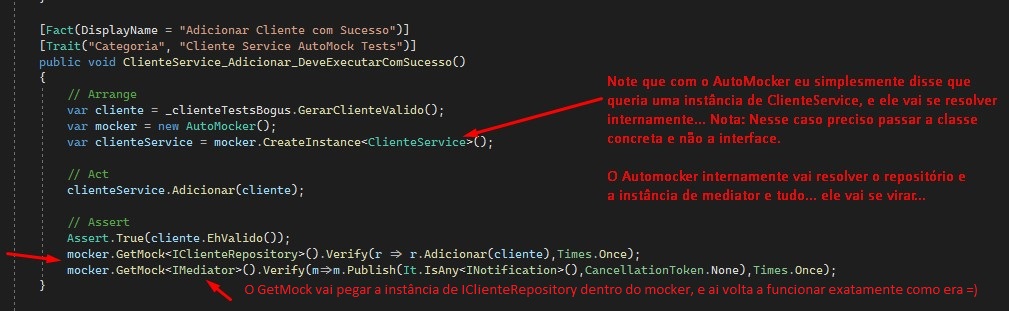 }
[Fact(DisplayName = "Adicionar Cliente com Sucesso")]
[Trait("Categoria", "Cliente Service AutoMock Tests")]
public void ClienteService_Adicionar_DeveExecutarComSucesso()
{
// Arrange
var cliente = _clienteTestsBogus.GerarClienteValido();
var mocker = new AutoMocker();
var clienteService = mocker.CreateInstance<ClienteService>();
// Act
clienteService.Adicionar(cliente);
// Assert
Assert.True(cliente.EhValido());
mocker.GetMock<IClienteRepository>().Verify(r => r.Adicionar(cliente),Times.Once);
mocker.GetMock<IMediator>().Verify(m=>m.Publish(It.IsAny<INotification>(),CancellationToken.None),Times.Once);
}
Note que com o AutoMocker eu simplesmente disse que
queria uma instância de ClienteService, e ele vai se resolver
internamente... Nota: Nesse caso preciso passar a classe
concreta e não a interface.
O Automocker internamente vai resolver o repositório e
a instância de mediator e tudo... ele vai se virar...
O GetMock vai pegar a instância de IClienteRepository dentro do mocker, e ai volta a funcionar exatamente como era =)